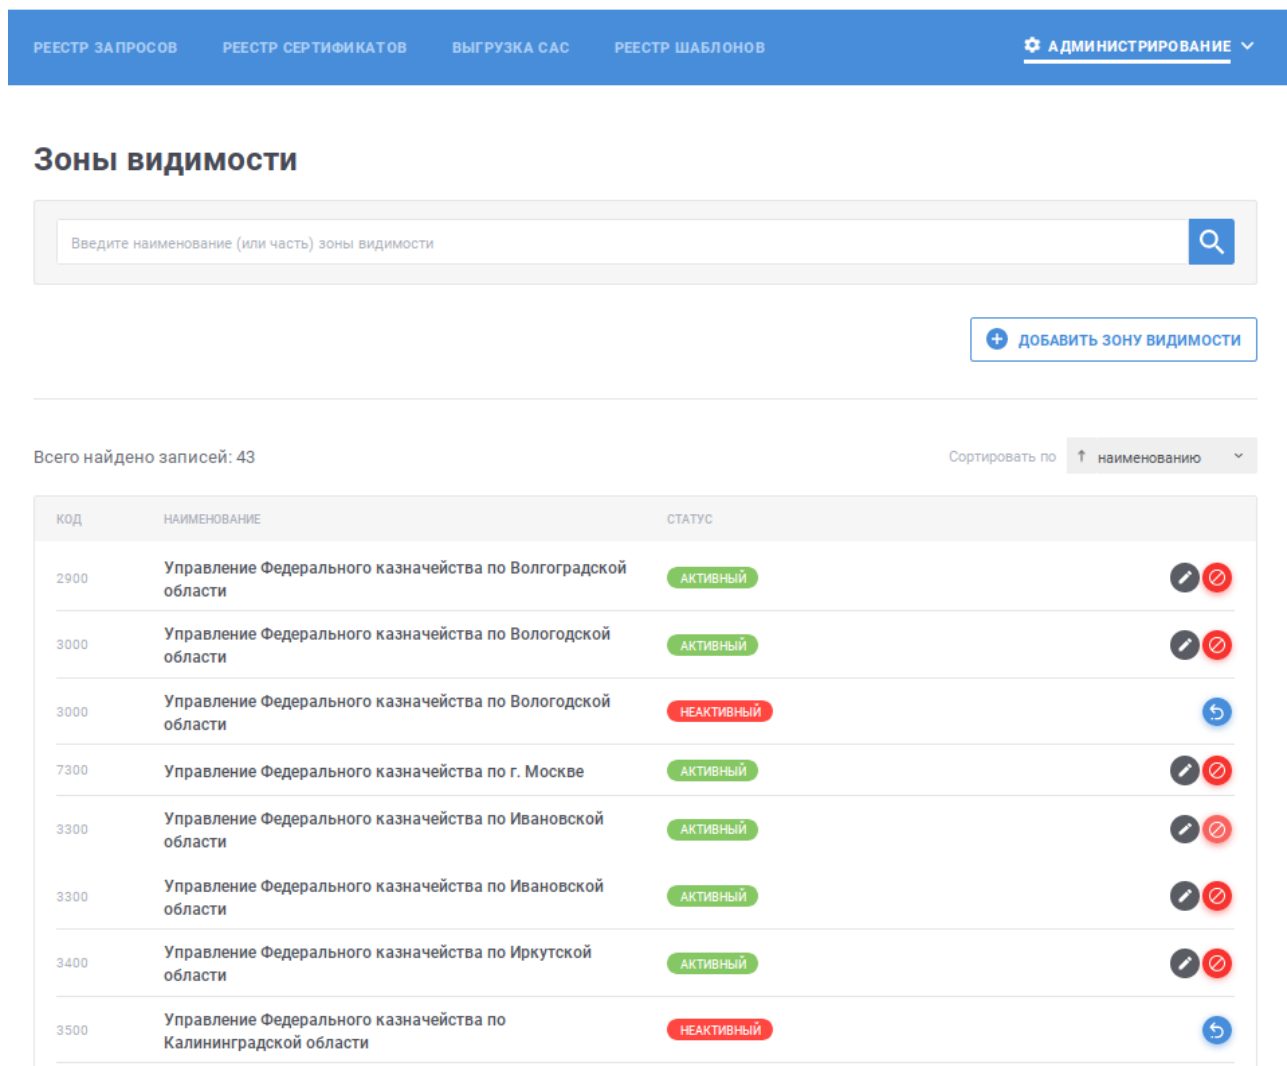 РЕЕСТР ЗАПРОСОВ РЕЕСТР СЕРТИФИКАТОВ ВЫГРУЗКА САС РЕЕСТР ШАБЛОНОВ АДМИНИСТРИРОВАНИЕ
Зоны видимости
Введите наименование (или часть) зоны видимости
ДОБАВИТЬ ЗОНУ ВИДИМОСТИ
Всего найдено записей: 43 Сортировать по ↑ наименованию
КОД НАИМЕНОВАНИЕ СТАТУС
2900 Управление Федерального казначейства по Волгоградской АКТИВНЫЙ
области
3000 Управление Федерального казначейства по Вологодской АКТИВНЫЙ
области
3000 Управление Федерального казначейства по Вологодской НЕАКТИВНЫЙ
области
7300 Управление Федерального казначейства по г. Москве АКТИВНЫЙ
3300 Управление Федерального казначейства по Ивановской АКТИВНЫЙ
области
3300 Управление Федерального казначейства по Ивановской АКТИВНЫЙ
области
3400 Управление Федерального казначейства по Иркутской АКТИВНЫЙ
области
3500 Управление Федерального казначейства по НЕАКТИВНЫЙ
Калининградской области